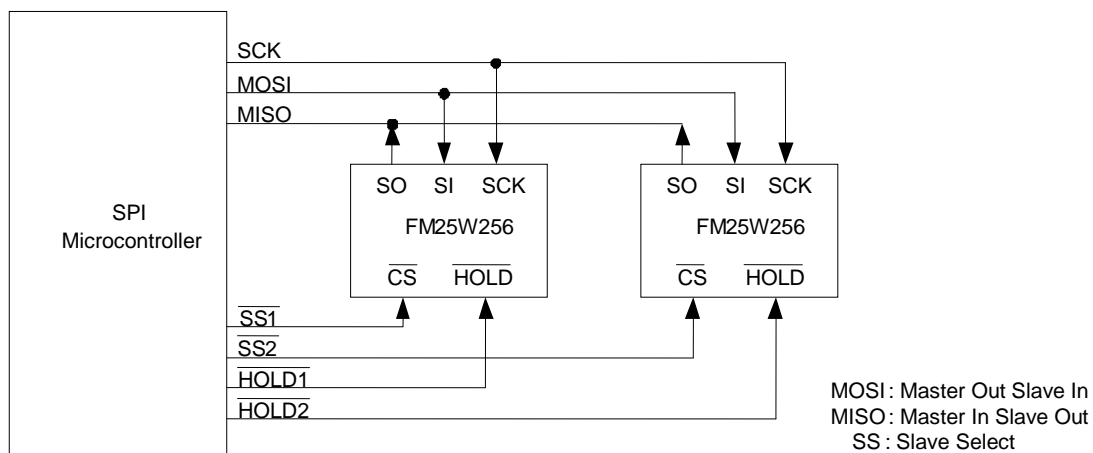 SCK
MOSI
MISO
SO SI SCK
SO SI SCK
SPI
Microcontroller
FM25W256
FM25W256
CS HOLD
CS HOLD
SS1
SS2
HOLD1
HOLD2
MOSI : Master Out Slave In
MISO : Master In Slave Out
SS : Slave Select